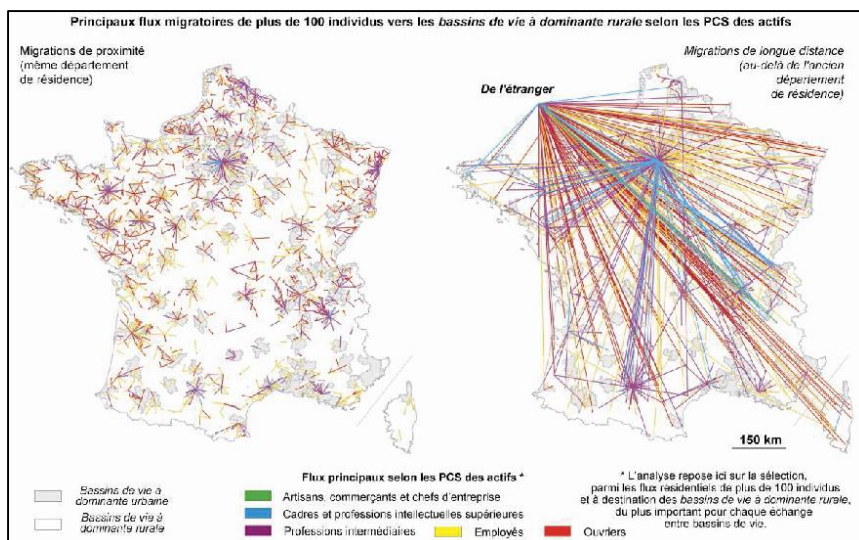 Principaux flux migratoires de plus de 100 individus vers les bassins de vie à dominante rurale selon les PCS des actifs
Migrations de proximité
(même département
de résidence)
Migrations de longue distance
(au-delà de l'ancien
département
de résidence)
De l'étranger
150 km
Bassins de vie à
dominante urbaine
Bassins de vie à
dominante rurale
Flux principaux selon les PCS des actifs *
Artisans, commerçants et chefs d'entreprise
Cadres et professions intellectuelles supérieures
Professions intermédiaires
Employés
Ouvriers
* L'analyse repose ici sur la sélection,
parmi les flux résidentiels de plus de 100 individus
et à destination des bassins de vie à dominante rurale,
du plus important pour chaque échange
entre bassins de vie.